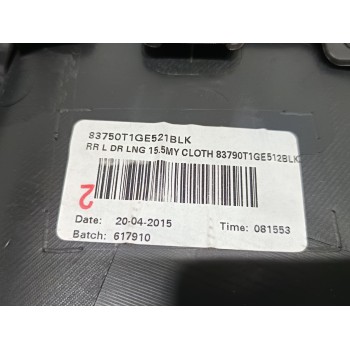 83750T1GE521BLK
RR L DR LNG 15.5MY CLOTH 83790T1GE512BLK
2
Date: 20-04-2015 Time: 081553
Batch: 617910